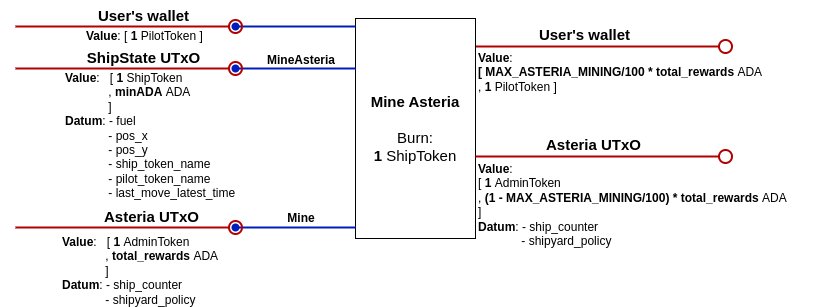 User's wallet
Value: [ 1 PilotToken ]
ShipState UTxO
MineAsteria
Value: [ 1 ShipToken
, minADA ADA
]
Datum: - fuel
- pos_x
- pos_y
- ship_token_name
- pilot_token_name
- last_move_latest_time
Asteria UTxO
Mine
Value: [ 1 AdminToken
, total_rewards ADA
]
Datum: - ship_counter
- shipyard_policy
Mine Asteria
Burn:
1 ShipToken
User's wallet
Value:
[ MAX_ASTERIA_MINING/100 * total_rewards ADA
, 1 PilotToken ]
Asteria UTxO
Value:
[ 1 AdminToken
, (1 - MAX_ASTERIA_MINING/100) * total_rewards ADA
]
Datum: - ship_counter
- shipyard_policy